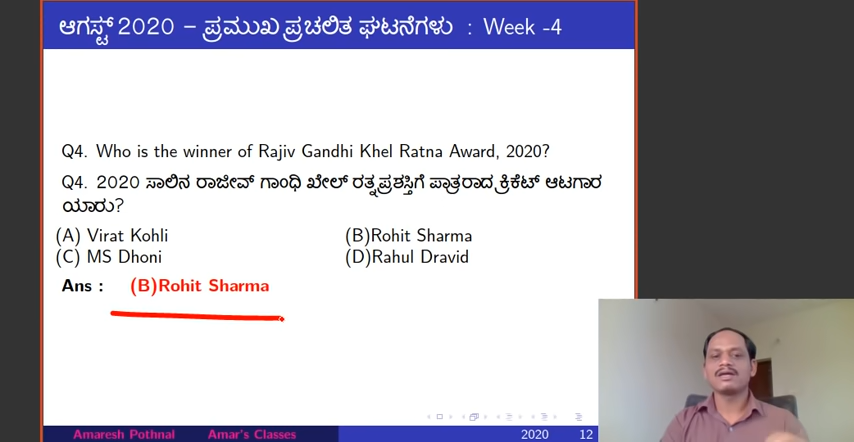 ಆಗಸ್ಟ್ 2020 – ಪ್ರಮುಖ ಪ್ರಚಲಿತ ಘಟನೆಗಳು : Week -4
Q4. Who is the winner of Rajiv Gandhi Khel Ratna Award, 2020?
Q4. 2020 ಸಾಲಿನ ರಾಜೀವ್ ಗಾಂಧಿ ಖೇಲ್ ರತ್ನಪ್ರಶಸ್ತಿಗೆ ಪಾತ್ರರಾದ ಕ್ರಿಕೆಟ್ ಆಟಗಾರ
ಯಾರು?
(A) Virat Kohli (B)Rohit Sharma
(C) MS Dhoni (D)Rahul Dravid
Ans : (B)Rohit Sharma
Amaresh Pothnal Amar's Classes 2020 12